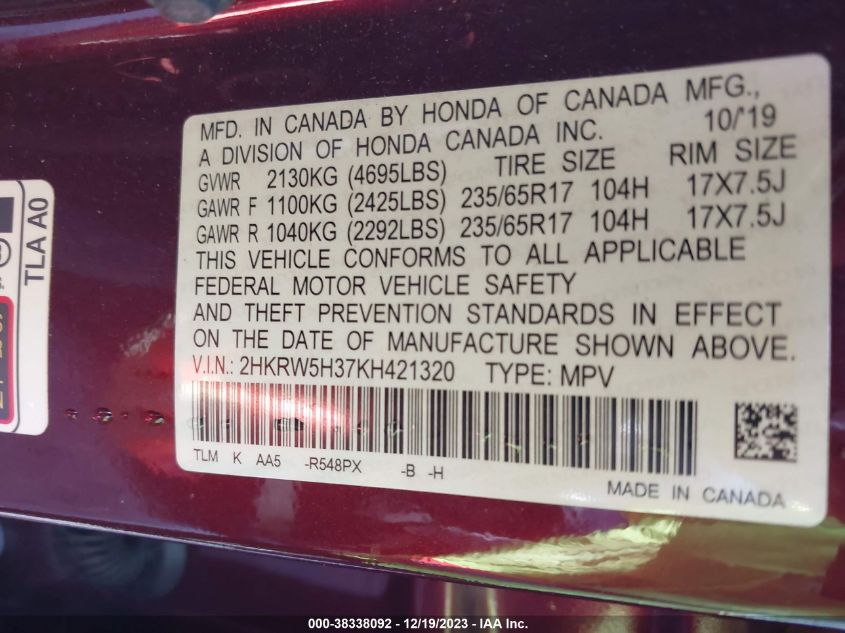 MFD. IN CANADA BY HONDA OF CANADA MFG.,
A DIVISION OF HONDA CANADA INC. 10/'19
GVWR 2130KG (4695LBS) TIRE SIZE RIM SIZE
GAWR F 1100KG (2425LBS) 235/65R17 104H 17X7.5J
GAWR R 1040KG (2292LBS) 235/65R17 104H 17X7.5J
THIS VEHICLE CONFORMS TO ALL APPLICABLE
FEDERAL MOTOR VEHICLE SAFETY
AND THEFT PREVENTION STANDARDS IN EFFECT
ON THE DATE OF MANUFACTURE SHOWN ABOVE.
V.I.N.: 2HKRW5H37KH421320 TYPE: MPV
TLM K AA5 -R548PX -B -H
MADE IN CANADA
TLA A0
000-38338092 - 12/19/2023 - IAA Inc.